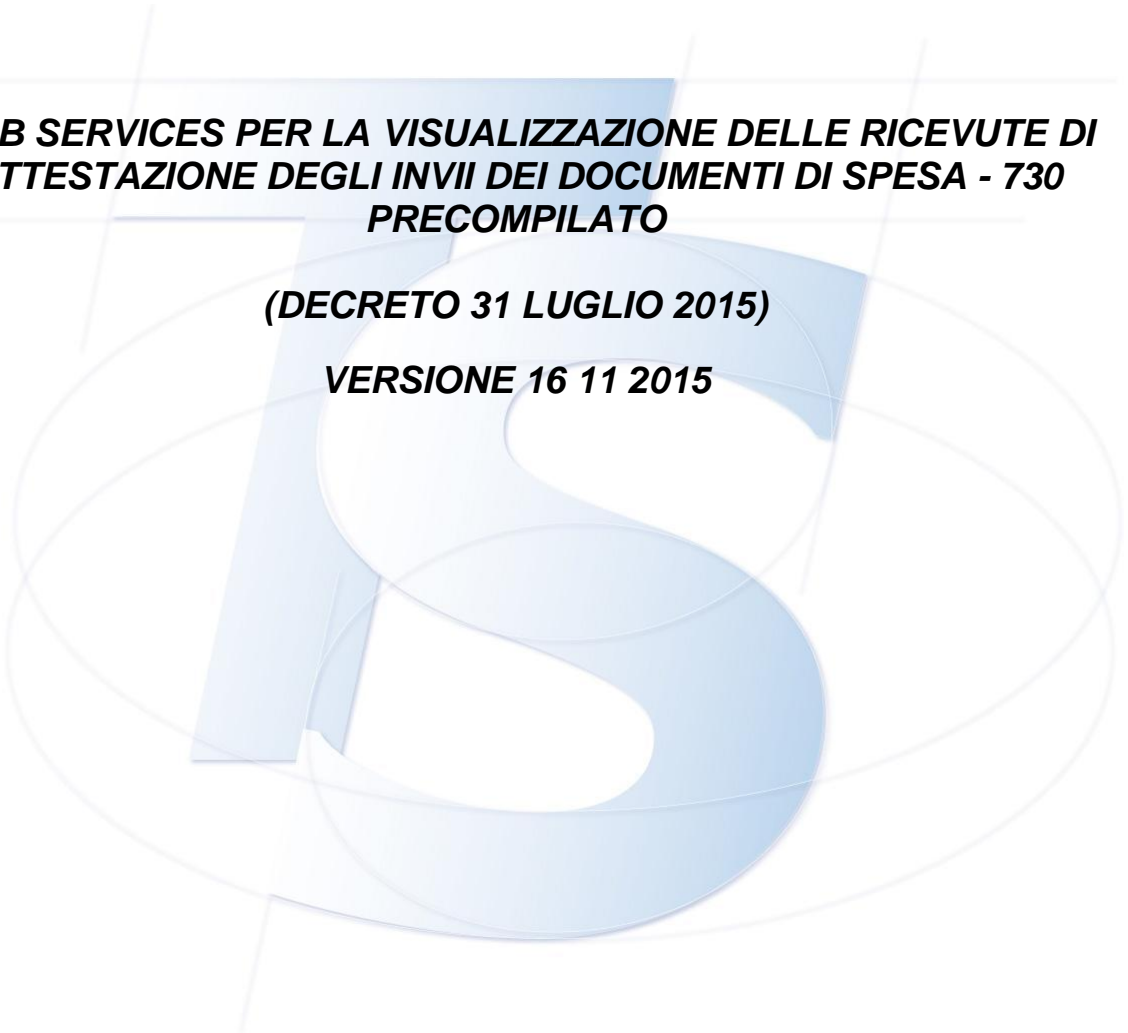 B SERVICES PER LA VISUALIZZAZIONE DELLE RICEVUTE DI
TTESTAZIONE DEGLI INVII DEI DOCUMENTI DI SPESA - 730
PRECOMPILATO
(DECRETO 31 LUGLIO 2015)
VERSIONE 16 11 2015
TS